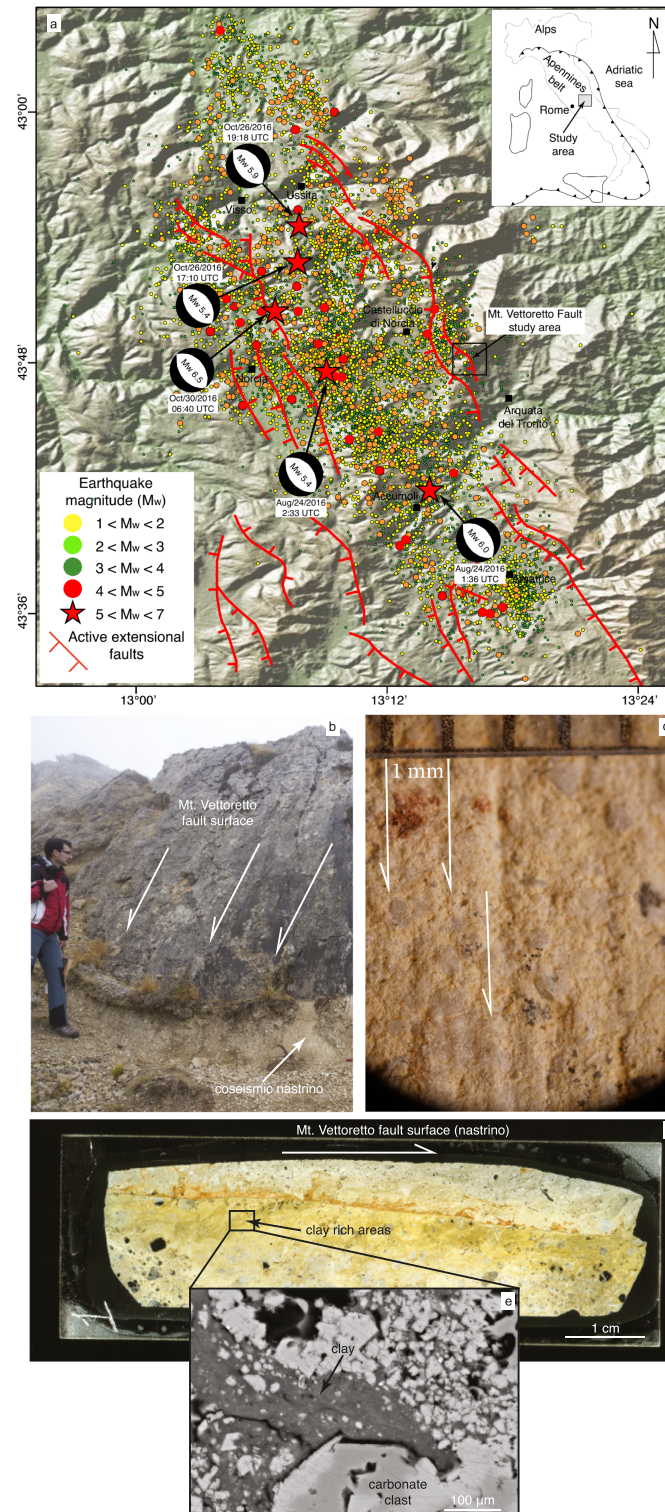 a
Alps
N
Apennines
belt
Adriatic
sea
Rome
Study
area
43°00'
Oct/26/2016
19:18 UTC
Mw 5.9
Ussita
Visso
Oct/26/2016
17:10 UTC
Mw 5.4
Castelluccio
di Norcia
Mt. Vettoretto Fault
study area
43°48'
Mw 6.5
Norcia
Oct/30/2016
06:40 UTC
Arquata
del Tronto
Mw 5.4
Aug/24/2016
2:33 UTC
Accumoli
Mw 6.0
Aug/24/2016
1:36 UTC
Amatrice
Earthquake
magnitude (Mw)
1 < Mw < 2
2 < Mw < 3
3 < Mw < 4
4 < Mw < 5
5 < Mw < 7
Active extensional
faults
43°36'
13°00'
13°12'
13°24'
b
Mt. Vettoretto
fault surface
coseismio nastrino
1 mm
Mt. Vettoretto fault surface (nastrino)
clay rich areas
1 cm
e
clay
carbonate
clast
100 µm